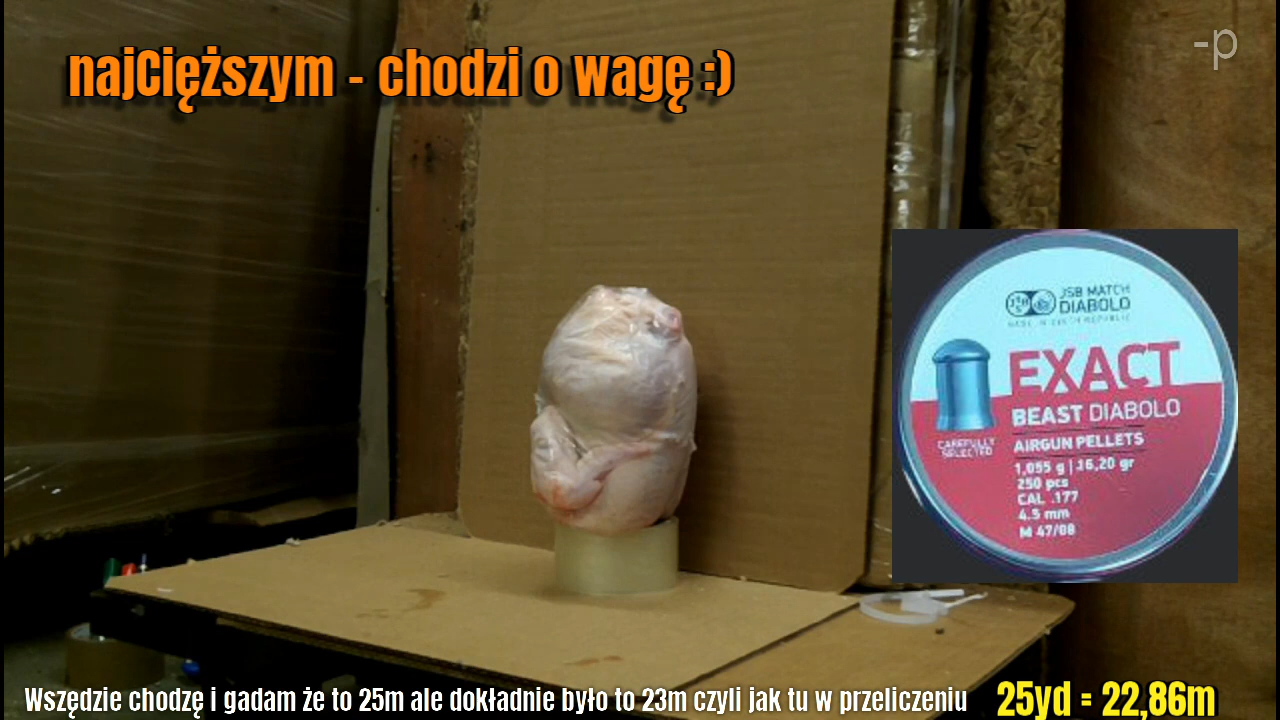 najCięższym - chodzi o wagę :)
-p
JSB MATCH
DIABOLO
MADE IN CZECH REPUBLIC
EXACT
BEAST DIABOLO
CAREFULLY
SELECTED
AIRGUN PELLETS
1,055 g | 16,20 gr
250 pcs
CAL .177
4.5 mm
M 47/08
Wszędzie chodzę i gadam że to 25m ale dokładnie było to 23m czyli jak tu w przeliczeniu
25yd = 22,86m